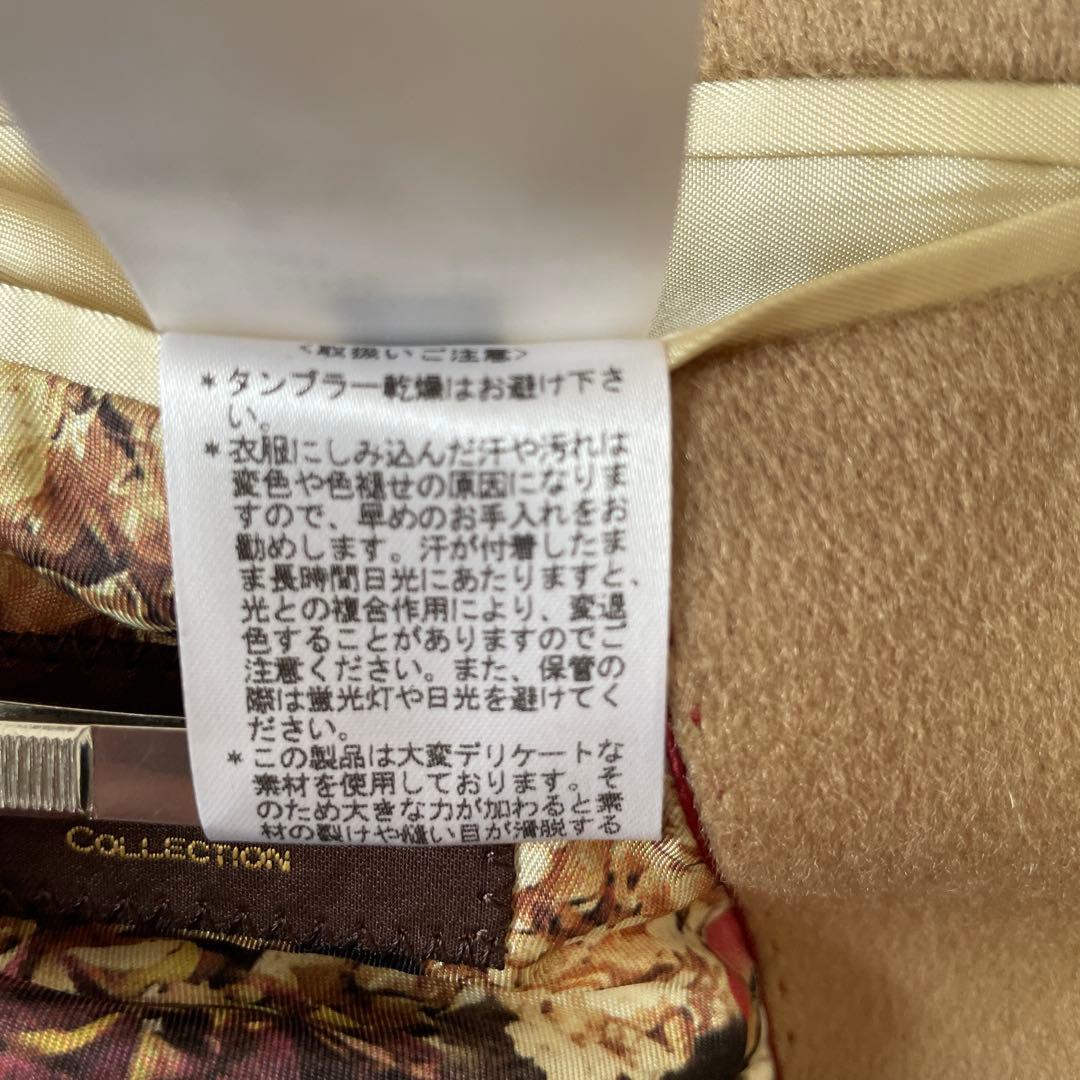 <取扱いご注意>
*タンブラー乾燥はお避け下さ
い。
*衣服にしみ込んだ汗や汚れは
変色や色褪せの原因になりま
すので、早めのお手入れをお
勧めします。汗が付着したま
ま長時間日光にあたりますと、
光との複合作用により、変退
色することがありますのでご
注意ください。また、保管の
際は蛍光灯や日光を避けてく
ださい。
*この製品は大変デリケートな
素材を使用しております。そ
のため大きな力が加わると素
材の裂けや縫い目が滑脱する
COLLECTION